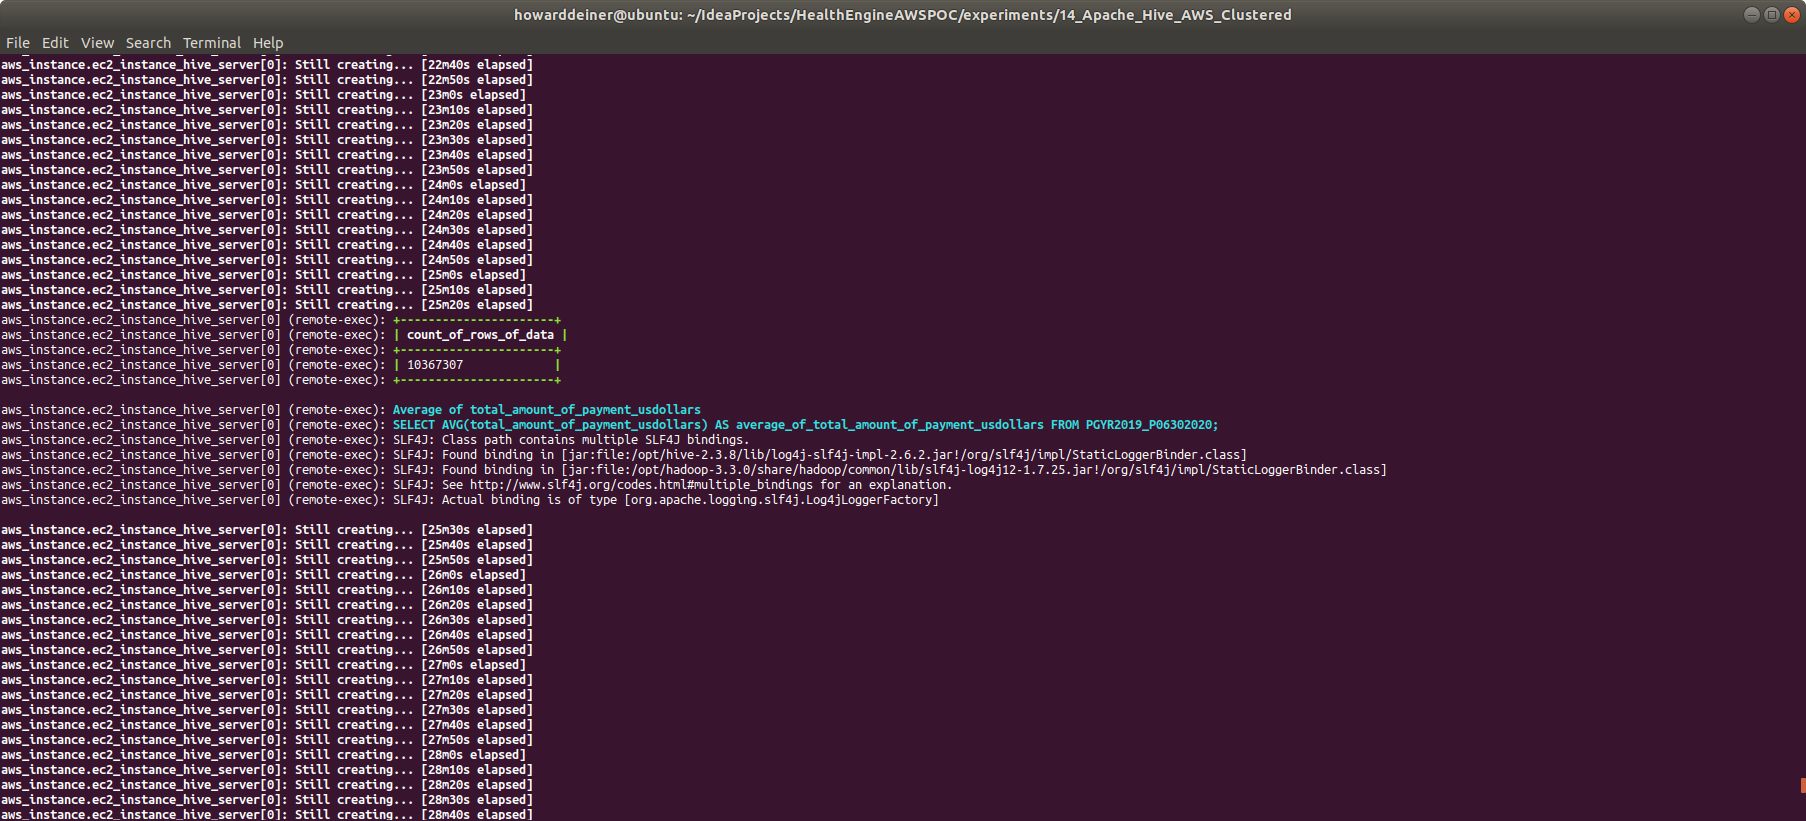 howarddeiner@ubuntu: ~/IdeaProjects/HealthEngineAWSPOC/experiments/14_Apache_Hive_AWS_Clustered
File Edit View Search Terminal Help
aws_instance.ec2_instance_hive_server[0]: Still creating... [22m40s elapsed]
aws_instance.ec2_instance_hive_server[0]: Still creating... [22m50s elapsed]
aws_instance.ec2_instance_hive_server[0]: Still creating... [23m0s elapsed]
aws_instance.ec2_instance_hive_server[0]: Still creating... [23m10s elapsed]
aws_instance.ec2_instance_hive_server[0]: Still creating... [23m20s elapsed]
aws_instance.ec2_instance_hive_server[0]: Still creating... [23m30s elapsed]
aws_instance.ec2_instance_hive_server[0]: Still creating... [23m40s elapsed]
aws_instance.ec2_instance_hive_server[0]: Still creating... [23m50s elapsed]
aws_instance.ec2_instance_hive_server[0]: Still creating... [24m0s elapsed]
aws_instance.ec2_instance_hive_server[0]: Still creating... [24m10s elapsed]
aws_instance.ec2_instance_hive_server[0]: Still creating... [24m20s elapsed]
aws_instance.ec2_instance_hive_server[0]: Still creating... [24m30s elapsed]
aws_instance.ec2_instance_hive_server[0]: Still creating... [24m40s elapsed]
aws_instance.ec2_instance_hive_server[0]: Still creating... [24m50s elapsed]
aws_instance.ec2_instance_hive_server[0]: Still creating... [25m0s elapsed]
aws_instance.ec2_instance_hive_server[0]: Still creating... [25m10s elapsed]
aws_instance.ec2_instance_hive_server[0]: Still creating... [25m20s elapsed]
aws_instance.ec2_instance_hive_server[0] (remote-exec): +----------------------+
aws_instance.ec2_instance_hive_server[0] (remote-exec): | count_of_rows_of_data |
aws_instance.ec2_instance_hive_server[0] (remote-exec): +----------------------+
aws_instance.ec2_instance_hive_server[0] (remote-exec): | 10367307             |
aws_instance.ec2_instance_hive_server[0] (remote-exec): +----------------------+
aws_instance.ec2_instance_hive_server[0] (remote-exec): Average of total_amount_of_payment_usdollars
aws_instance.ec2_instance_hive_server[0] (remote-exec): SELECT AVG(total_amount_of_payment_usdollars) AS average_of_total_amount_of_payment_usdollars FROM PGYR2019_P06302020;
aws_instance.ec2_instance_hive_server[0] (remote-exec): SLF4J: Class path contains multiple SLF4J bindings.
aws_instance.ec2_instance_hive_server[0] (remote-exec): SLF4J: Found binding in [jar:file:/opt/hive-2.3.8/lib/log4j-slf4j-impl-2.6.2.jar!/org/slf4j/impl/StaticLoggerBinder.class]
aws_instance.ec2_instance_hive_server[0] (remote-exec): SLF4J: Found binding in [jar:file:/opt/hadoop-3.3.0/share/hadoop/common/lib/slf4j-log4j12-1.7.25.jar!/org/slf4j/impl/StaticLoggerBinder.class]
aws_instance.ec2_instance_hive_server[0] (remote-exec): SLF4J: See http://www.slf4j.org/codes.html#multiple_bindings for an explanation.
aws_instance.ec2_instance_hive_server[0] (remote-exec): SLF4J: Actual binding is of type [org.apache.logging.slf4j.Log4jLoggerFactory]
aws_instance.ec2_instance_hive_server[0]: Still creating... [25m30s elapsed]
aws_instance.ec2_instance_hive_server[0]: Still creating... [25m40s elapsed]
aws_instance.ec2_instance_hive_server[0]: Still creating... [25m50s elapsed]
aws_instance.ec2_instance_hive_server[0]: Still creating... [26m0s elapsed]
aws_instance.ec2_instance_hive_server[0]: Still creating... [26m10s elapsed]
aws_instance.ec2_instance_hive_server[0]: Still creating... [26m20s elapsed]
aws_instance.ec2_instance_hive_server[0]: Still creating... [26m30s elapsed]
aws_instance.ec2_instance_hive_server[0]: Still creating... [26m40s elapsed]
aws_instance.ec2_instance_hive_server[0]: Still creating... [26m50s elapsed]
aws_instance.ec2_instance_hive_server[0]: Still creating... [27m0s elapsed]
aws_instance.ec2_instance_hive_server[0]: Still creating... [27m10s elapsed]
aws_instance.ec2_instance_hive_server[0]: Still creating... [27m20s elapsed]
aws_instance.ec2_instance_hive_server[0]: Still creating... [27m30s elapsed]
aws_instance.ec2_instance_hive_server[0]: Still creating... [27m40s elapsed]
aws_instance.ec2_instance_hive_server[0]: Still creating... [27m50s elapsed]
aws_instance.ec2_instance_hive_server[0]: Still creating... [28m0s elapsed]
aws_instance.ec2_instance_hive_server[0]: Still creating... [28m10s elapsed]
aws_instance.ec2_instance_hive_server[0]: Still creating... [28m20s elapsed]
aws_instance.ec2_instance_hive_server[0]: Still creating... [28m30s elapsed]
aws_instance.ec2_instance_hive_server[0]: Still creating... [28m40s elapsed]